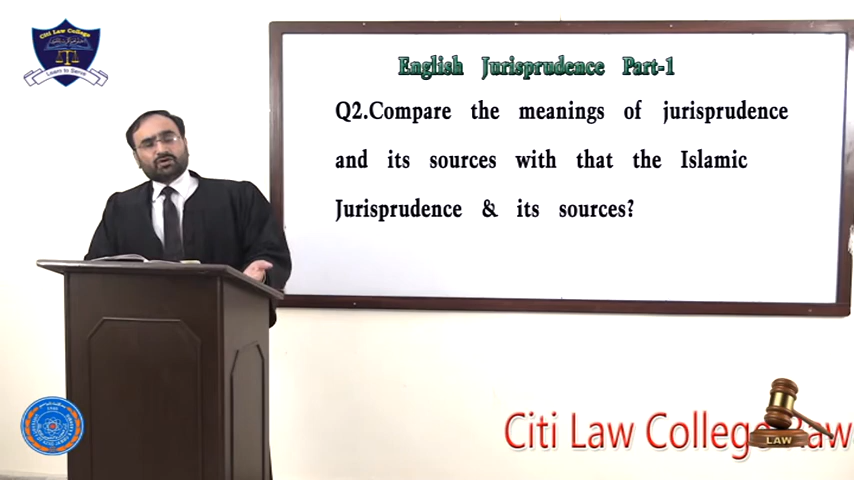 Citi Law College
Learn to Serve
English Jurisprudence Part-1
Q2.Compare the meanings of jurisprudence
and its sources with that the Islamic
Jurisprudence & its sources?
Citi Law College Law
LAW